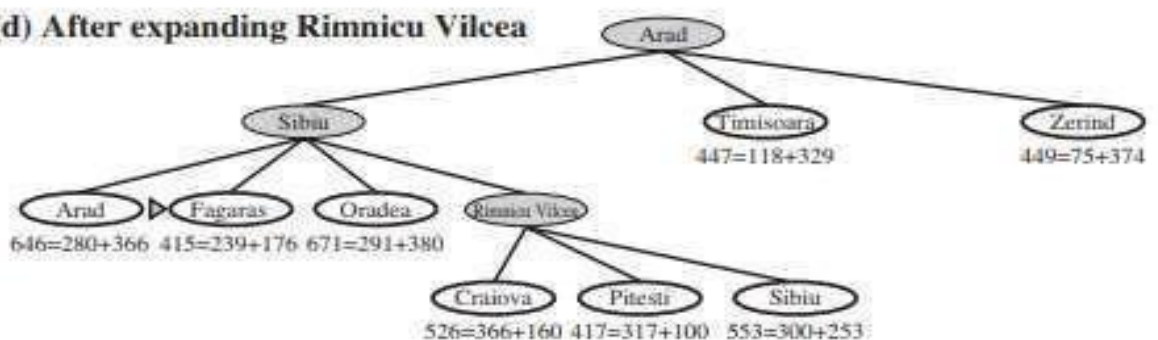 d) After expanding Rimnicu Vilcea
Arad
Sibiu
Timisoara
Zerind
447=118+329
449=75+374
Arad
Fagaras
Oradea
Rimnicu Vilcea
646=280+366
415=239+176
671=291+380
Craiova
Pitesti
Sibiu
526=366+160
417=317+100
553=300+253